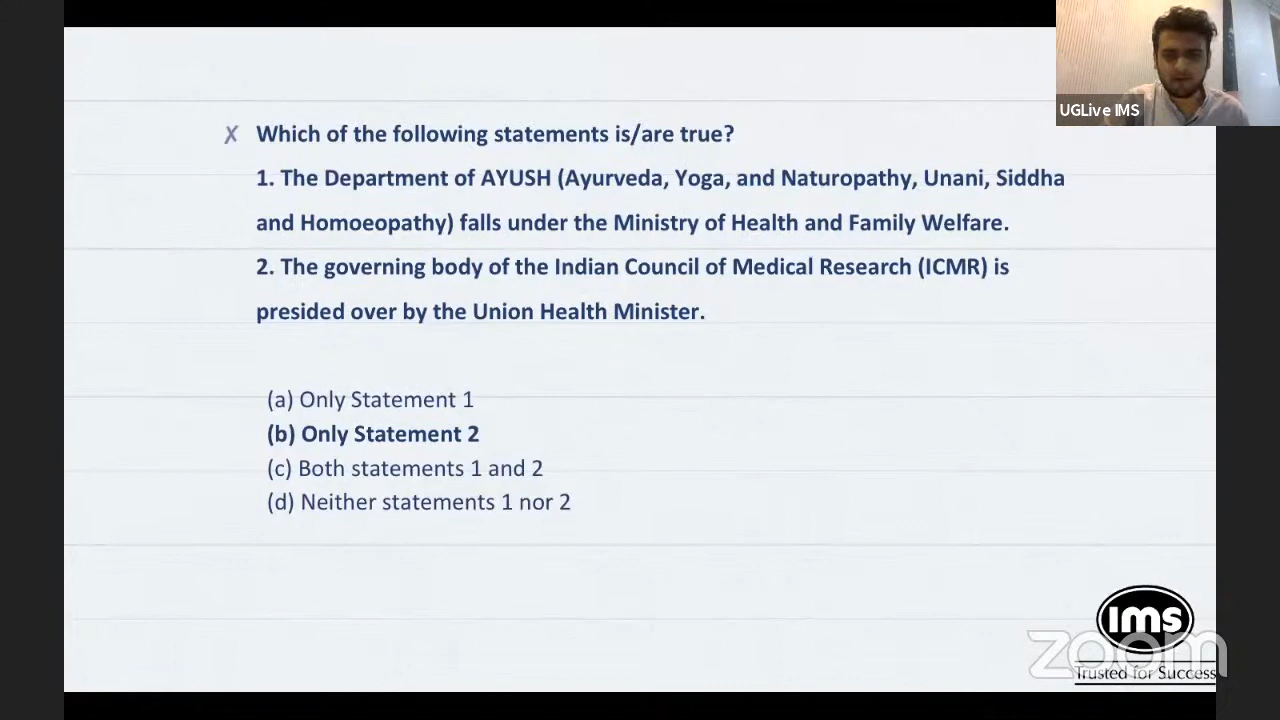 UGLive IMS
✗ Which of the following statements is/are true?
1. The Department of AYUSH (Ayurveda, Yoga, and Naturopathy, Unani, Siddha
and Homoeopathy) falls under the Ministry of Health and Family Welfare.
2. The governing body of the Indian Council of Medical Research (ICMR) is
presided over by the Union Health Minister.
(a) Only Statement 1
(b) Only Statement 2
(c) Both statements 1 and 2
(d) Neither statements 1 nor 2
ims
zoom
Trusted for Success